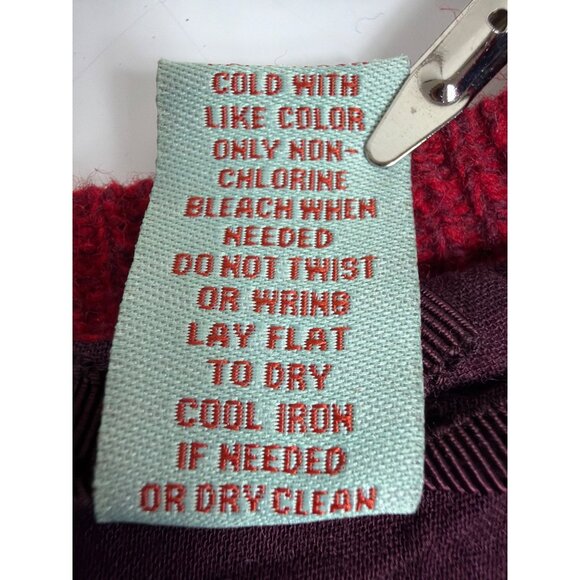 COLD WITH
LIKE COLOR
ONLY NON-
CHLORINE
BLEACH WHEN
NEEDED
DO NOT TWIST
OR WRING
LAY FLAT
TO DRY
COOL IRON
IF NEEDED
OR DRY CLEAN